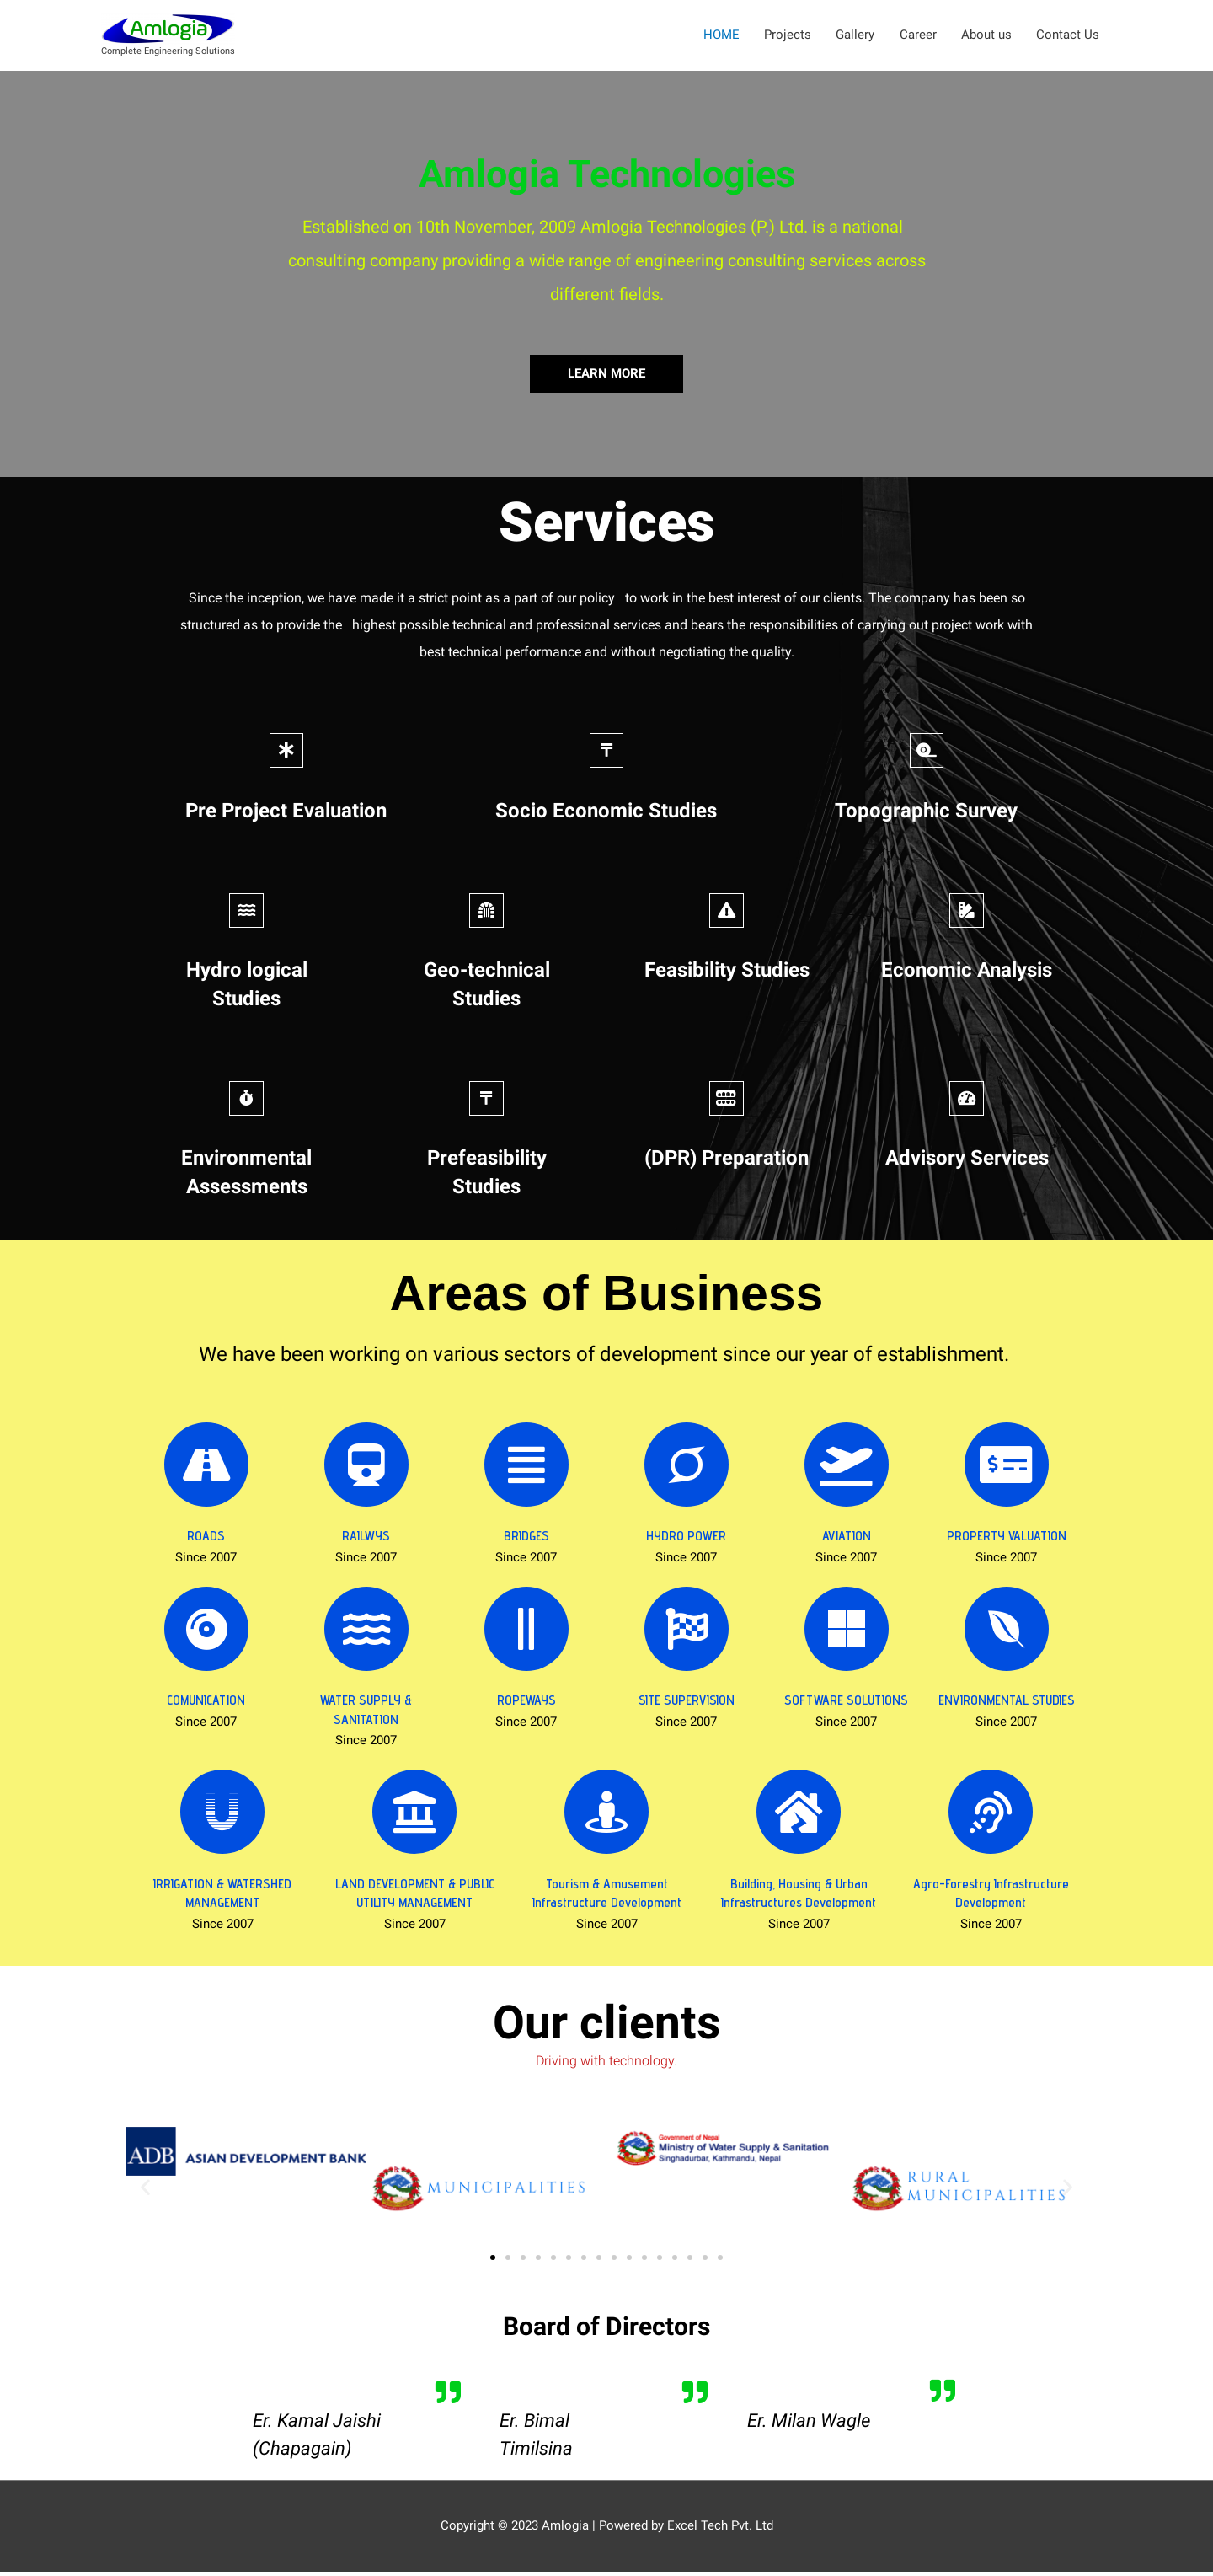 Amlogia
Complete Engineering Solutions
HOME Projects Gallery Career About us Contact Us
Amlogia Technologies
Established on 10th November, 2009 Amlogia Technologies (P.) Ltd. is a national
consulting company providing a wide range of engineering consulting services across
different fields.
LEARN MORE
Services
Since the inception, we have made it a strict point as a part of our policy to work in the best interest of our clients. The company has been so
structured as to provide the highest possible technical and professional services and bears the responsibilities of carrying out project work with
best technical performance and without negotiating the quality.
Pre Project Evaluation
Socio Economic Studies
Topographic Survey
Hydro logical
Studies
Geo-technical
Studies
Feasibility Studies
Economic Analysis
Environmental
Assessments
Prefeasibility
Studies
(DPR) Preparation
Advisory Services
Areas of Business
We have been working on various sectors of development since our year of establishment.
ROADS
Since 2007
RAILWYS
Since 2007
BRIDGES
Since 2007
HYDRO POWER
Since 2007
AVIATION
Since 2007
PROPERTY VALUATION
Since 2007
COMUNICATION
Since 2007
WATER SUPPLY &
SANITATION
Since 2007
ROPEWAYS
Since 2007
SITE SUPERVISION
Since 2007
SOFTWARE SOLUTIONS
Since 2007
ENVIRONMENTAL STUDIES
Since 2007
IRRIGATION & WATERSHED
MANAGEMENT
Since 2007
LAND DEVELOPMENT & PUBLIC
UTILITY MANAGEMENT
Since 2007
Tourism & Amusement
Infrastructure Development
Since 2007
Building, Housing & Urban
Infrastructures Development
Since 2007
Agro-Forestry Infrastructure
Development
Since 2007
Our clients
Driving with technology.
ADB ASIAN DEVELOPMENT BANK
MUNICIPALITIES
Government of Nepal
Ministry of Water Supply & Sanitation
Singhadurbar, Kathmandu, Nepal
RURAL
MUNICIPALITIES
Board of Directors
Er. Kamal Jaishi
(Chapagain)
Er. Bimal
Timilsina
Er. Milan Wagle
Copyright © 2023 Amlogia | Powered by Excel Tech Pvt. Ltd